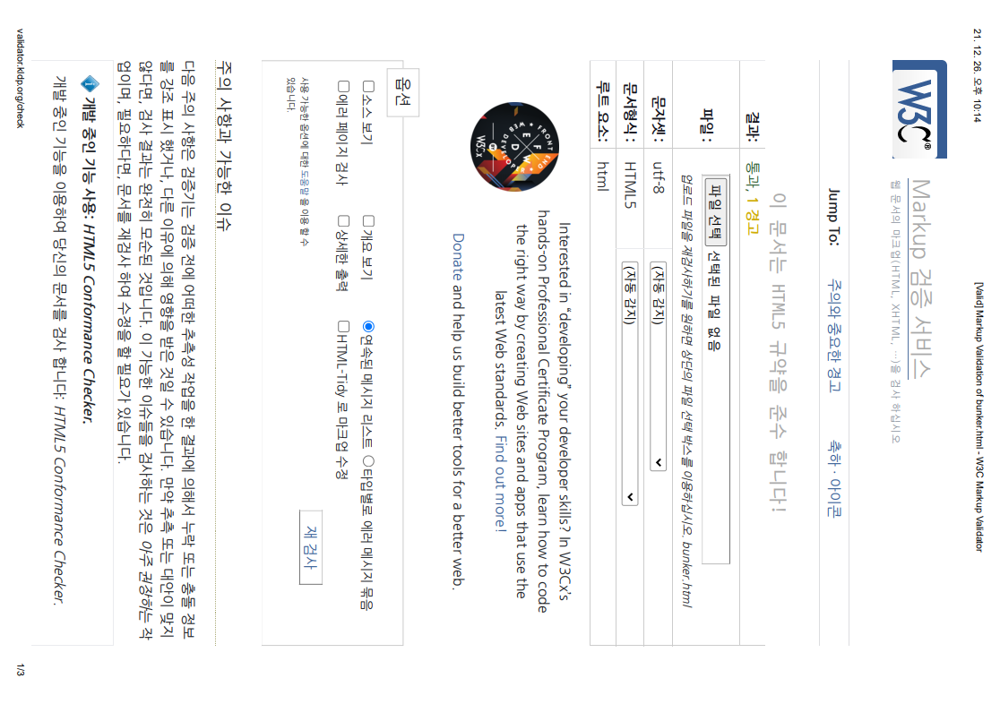 21. 12. 26. 오후 10:14
[Valid] Markup Validation of bunker.html - W3C Markup Validator
W3C®
Markup 검증 서비스
웹 문서의 마크업(HTML, XHTML, …)을 검사 하십시오
Jump To: 주의와 중요한 경고 축하 · 아이콘
이 문서는 HTML5 규약을 준수 합니다!
결과: 통과, 1 경고
파일 : 파일 선택 선택된 파일 없음
업로드 파일을 재검사하기를 원하면 상단의 파일 선택 박스를 이용하십시오. bunker.html
문자셋 : utf-8 (자동 감지)
문서형식 : HTML5 (자동 감지)
루트 요소 : html
FRONT END WEB DEVELOPER
F E W D
W3Cx
Interested in “developing” your developer skills? In W3Cx’s
hands-on Professional Certificate Program, learn how to code
the right way by creating Web sites and apps that use the
latest Web standards. Find out more!
Donate and help us build better tools for a better web.
옵션
소스 보기 개요 보기 연속된 메시지 리스트 타입별로 에러 메시지 묶음
에러 페이지 검사 상세한 출력 HTML-Tidy 로 마크업 수정
사용 가능한 옵션에 대한 도움말 을 이용 할 수
있습니다.
재 검사
주의 사항과 가능한 이슈
다음 주의 사항은 검증기는 검증 전에 어떠한 추측성 작업을 한 결과에 의해서 누락 또는 충돌 정보
를 강조 표시 했거나, 다른 이유에 의해 영향을 받은 것일 수 있습니다. 만약 추측 또는 대안이 맞지
않다면, 검사 결과는 완전히 모순된 것입니다. 이 가능한 이슈들을 검사하는 것은 아주 권장하는 작
업이며, 필요하다면, 문서를 재검사 하여 수정을 할 필요가 있습니다.
개발 중인 기능 사용: HTML5 Conformance Checker.
개발 중인 기능을 이용하여 당신의 문서를 검사 합니다: HTML5 Conformance Checker.
validator.kldp.org/check
1/3